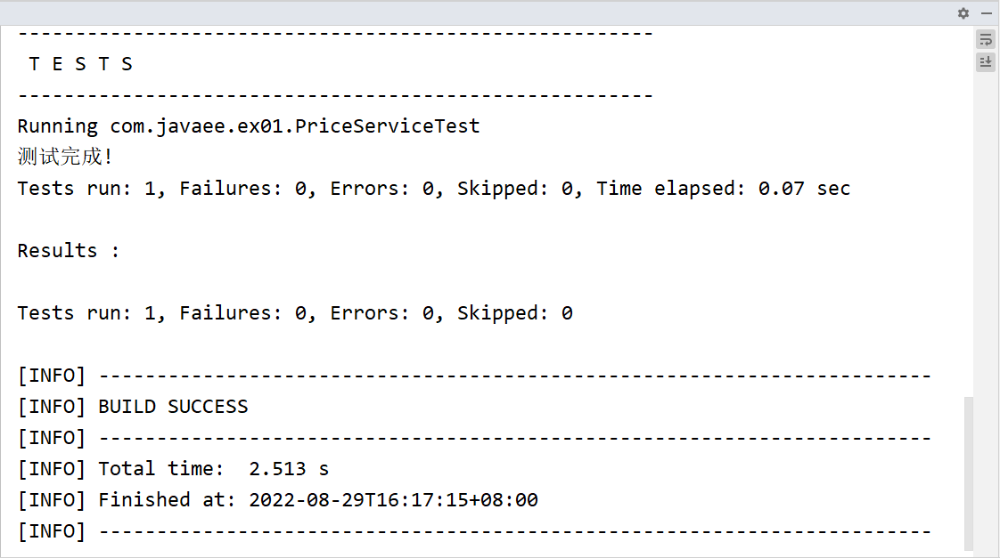 -------------------------------------------------------
T E S T S
-------------------------------------------------------
Running com.javaee.ex01.PriceServiceTest
测试完成!
Tests run: 1, Failures: 0, Errors: 0, Skipped: 0, Time elapsed: 0.07 sec
Results :
Tests run: 1, Failures: 0, Errors: 0, Skipped: 0
[INFO] ------------------------------------------------------------------------
[INFO] BUILD SUCCESS
[INFO] ------------------------------------------------------------------------
[INFO] Total time:  2.513 s
[INFO] Finished at: 2022-08-29T16:17:15+08:00
[INFO] ------------------------------------------------------------------------